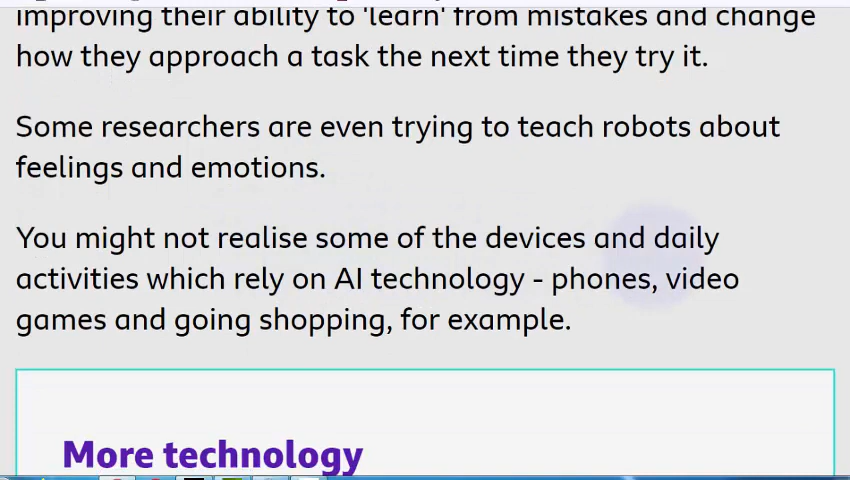 improving their ability to 'learn' from mistakes and change
how they approach a task the next time they try it.
Some researchers are even trying to teach robots about
feelings and emotions.
You might not realise some of the devices and daily
activities which rely on AI technology - phones, video
games and going shopping, for example.
More technology